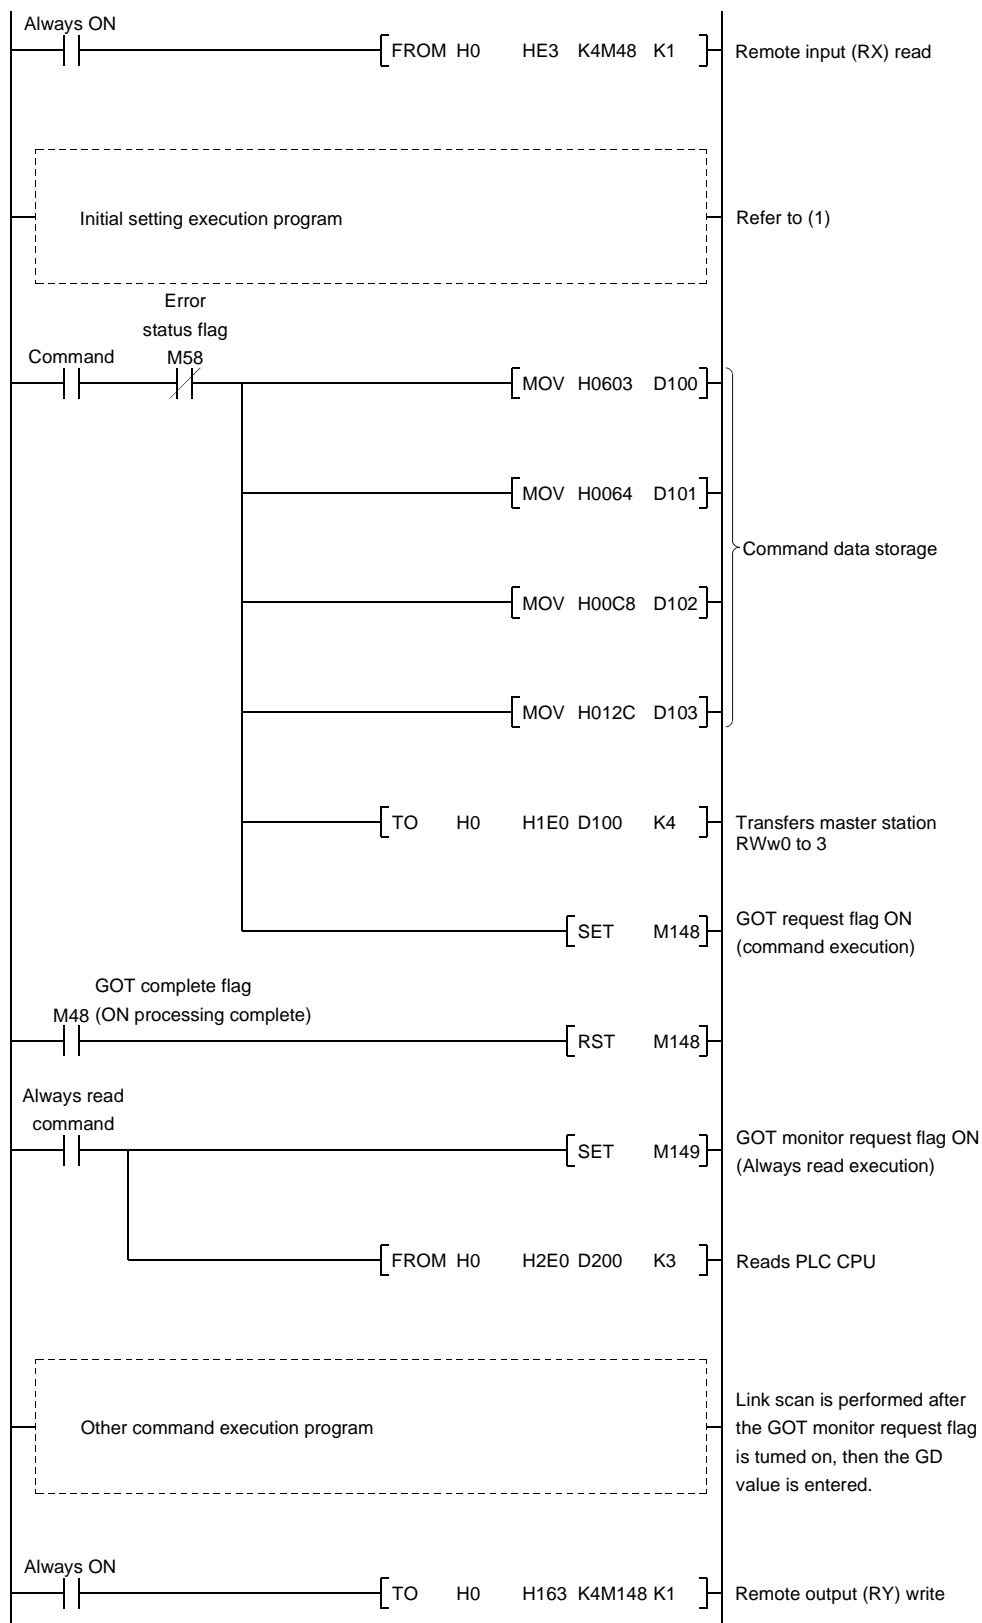 Always ON
FROM H0 HE3 K4M48 K1 Remote input (RX) read
Initial setting execution program Refer to (1)
Error
status flag
Command M58
MOV H0603 D100
MOV H0064 D101
Command data storage
MOV H00C8 D102
MOV H012C D103
TO H0 H1E0 D100 K4 Transfers master station
RWw0 to 3
GOT request flag ON
SET M148
(command execution)
GOT complete flag
M48 (ON processing complete)
RST M148
Always read
command
GOT monitor request flag ON
SET M149
(Always read execution)
FROM H0 H2E0 D200 K3 Reads PLC CPU
Link scan is performed after
Other command execution program the GOT monitor request flag
is tumed on, then the GD
value is entered.
Always ON
TO H0 H163 K4M148 K1 Remote output (RY) write